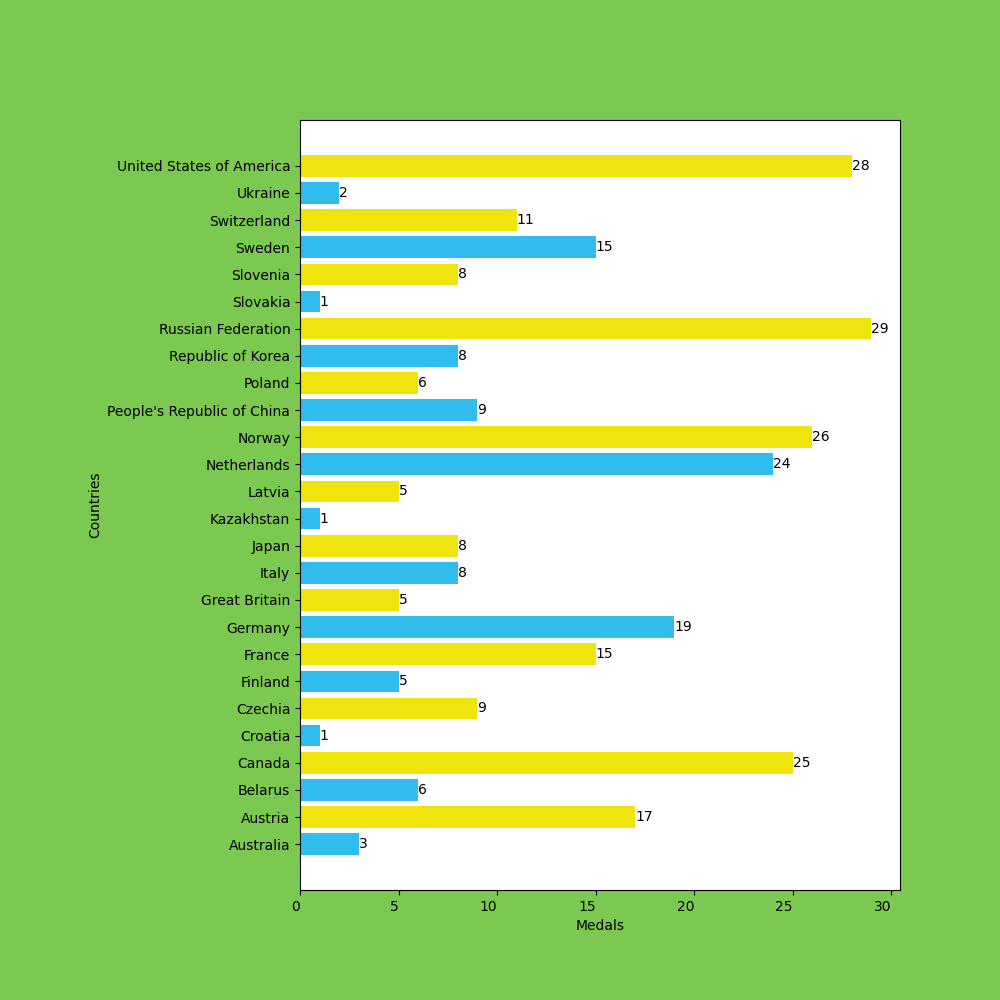 United States of America 28
Ukraine 2
Switzerland 11
Sweden 15
Slovenia 8
Slovakia 1
Russian Federation 29
Republic of Korea 8
Poland 6
People's Republic of China 9
Norway 26
Netherlands 24
Latvia 5
Kazakhstan 1
Japan 8
Italy 8
Great Britain 5
Germany 19
France 15
Finland 5
Czechia 9
Croatia 1
Canada 25
Belarus 6
Austria 17
Australia 3
Countries
0 5 10 15 20 25 30
Medals